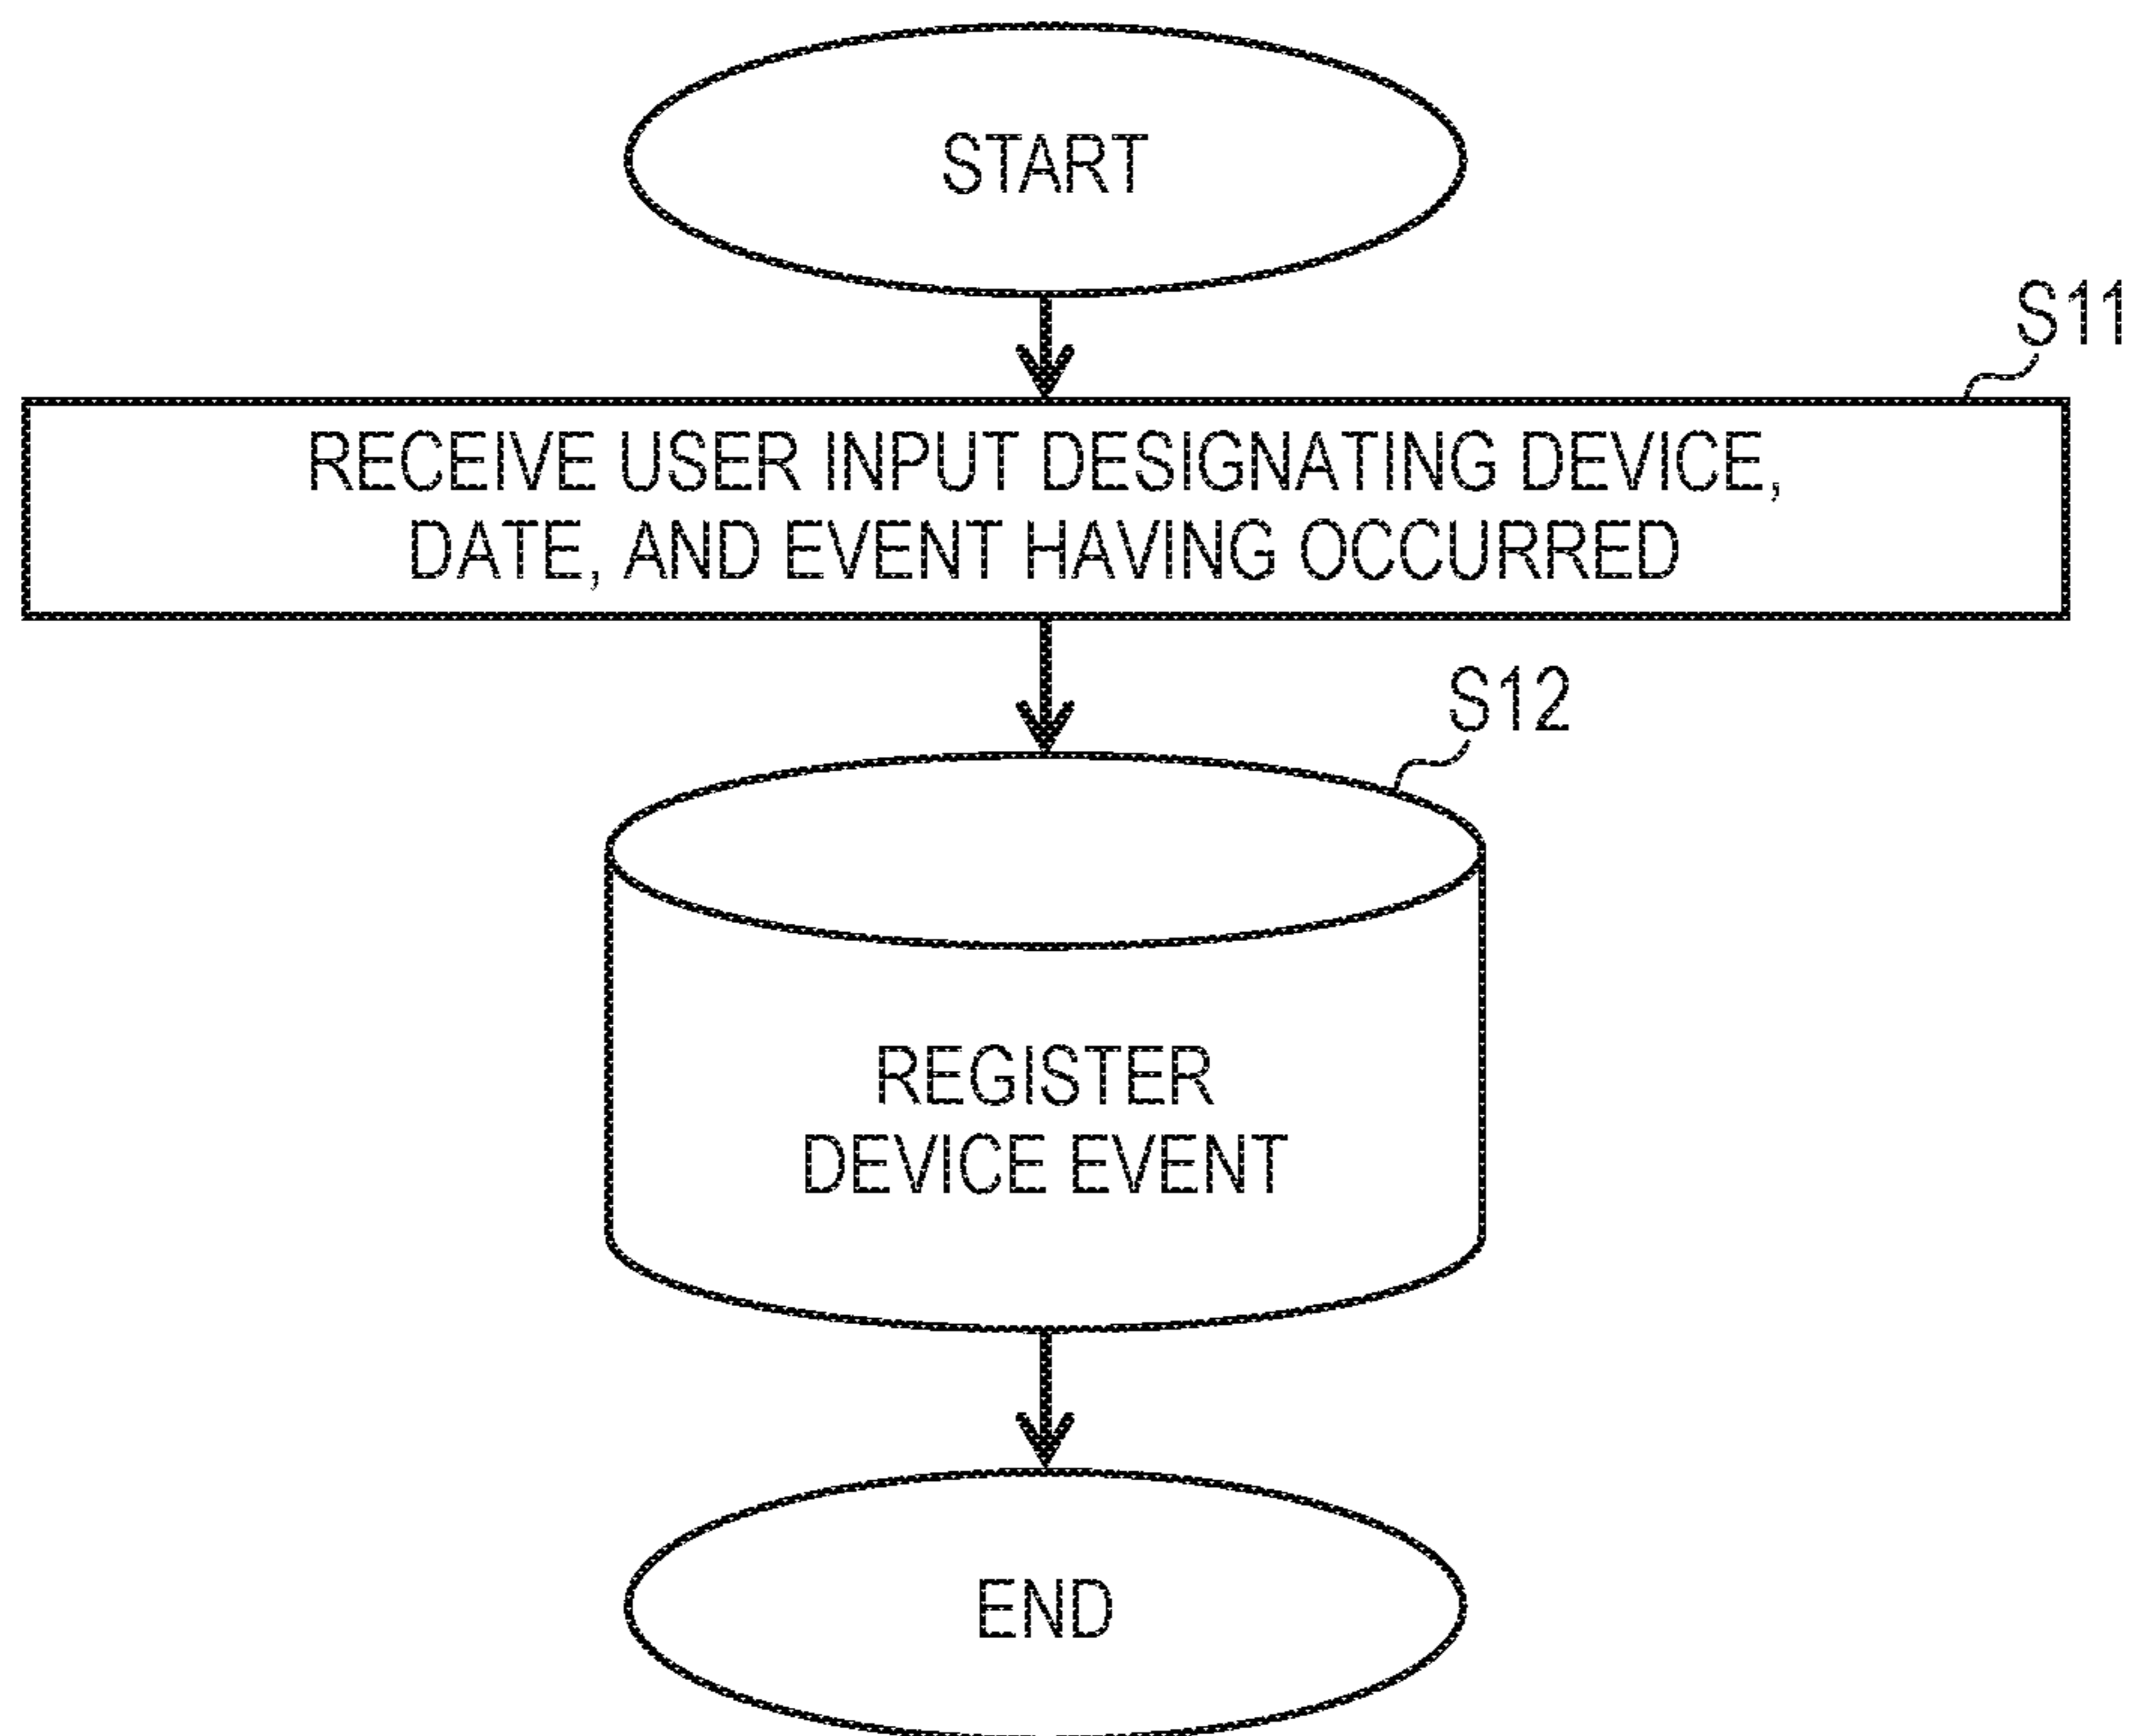 START
S11
RECEIVE USER INPUT DESIGNATING DEVICE,
DATE, AND EVENT HAVING OCCURRED
S12
REGISTER
DEVICE EVENT
END